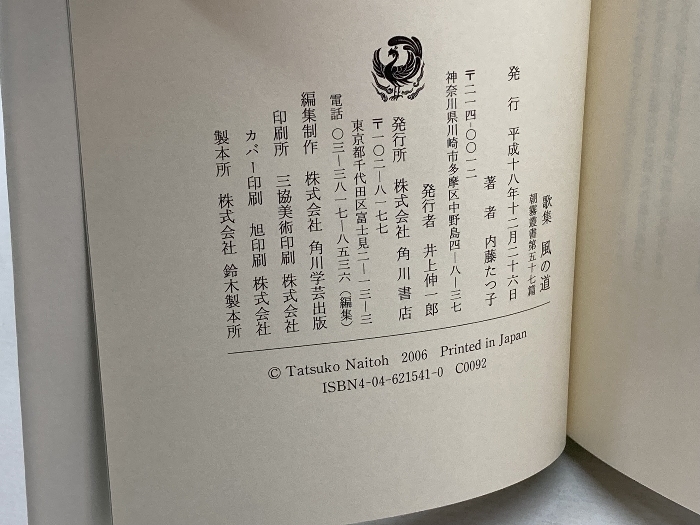 歌集 風の道
朝霧叢書第五十七篇
発行 平成十八年十二月二十六日
著者 内藤たつ子
〒二一四-〇〇一二
神奈川県川崎市多摩区中野島四-八-三七
発行者 井上伸一郎
発行所 株式会社 角川書店
〒一〇二-八一七七
東京都千代田区富士見二-一三-三
電話 〇三-三八一七-八五三六(編集)
編集制作 株式会社 角川学芸出版
印刷所 三協美術印刷 株式会社
カバー印刷 旭印刷 株式会社
製本所 株式会社 鈴木製本所
© Tatsuko Naitoh 2006 Printed in Japan
ISBN4-04-621541-0 C0092